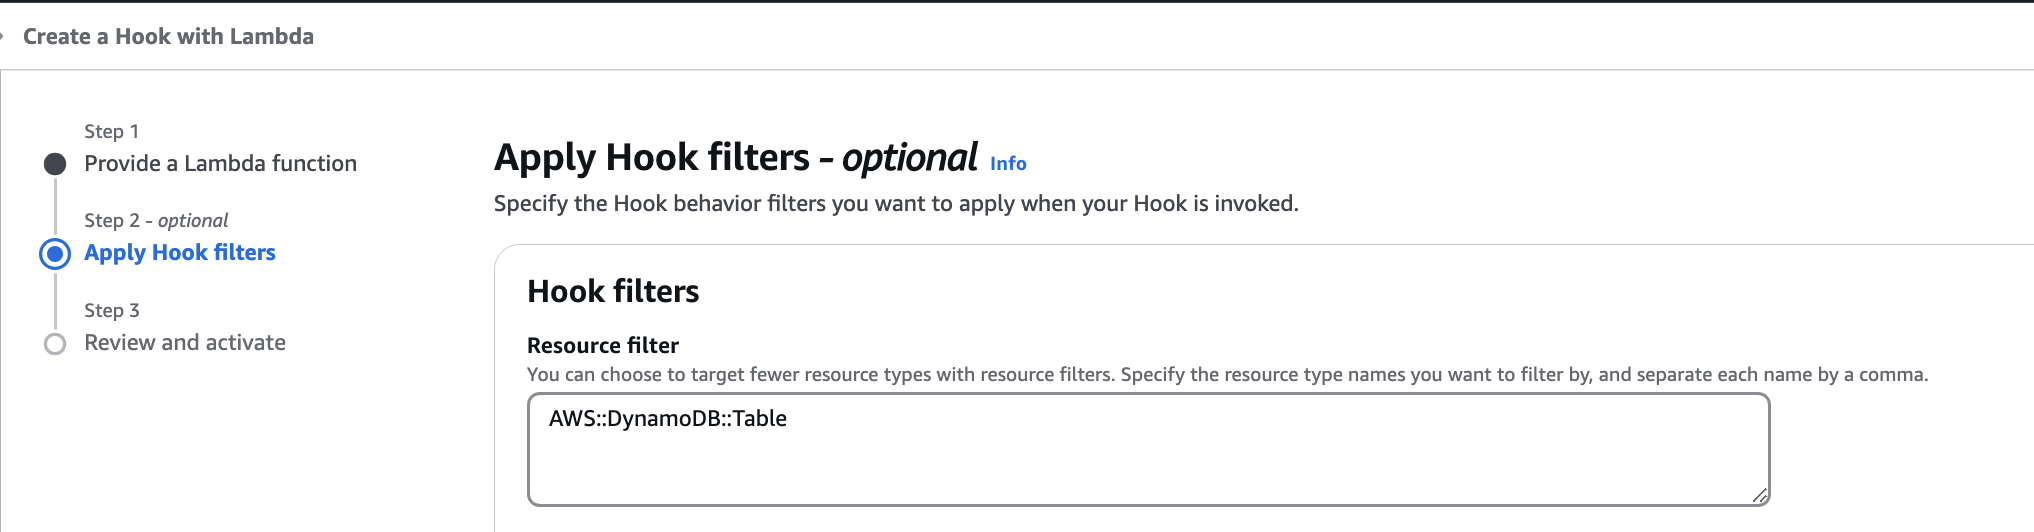 Create a Hook with Lambda
Step 1
Provide a Lambda function
Step 2 - optional
Apply Hook filters
Step 3
Review and activate
Apply Hook filters - optional Info
Specify the Hook behavior filters you want to apply when your Hook is invoked.
Hook filters
Resource filter
You can choose to target fewer resource types with resource filters. Specify the resource type names you want to filter by, and separate each name by a comma.
AWS::DynamoDB::Table